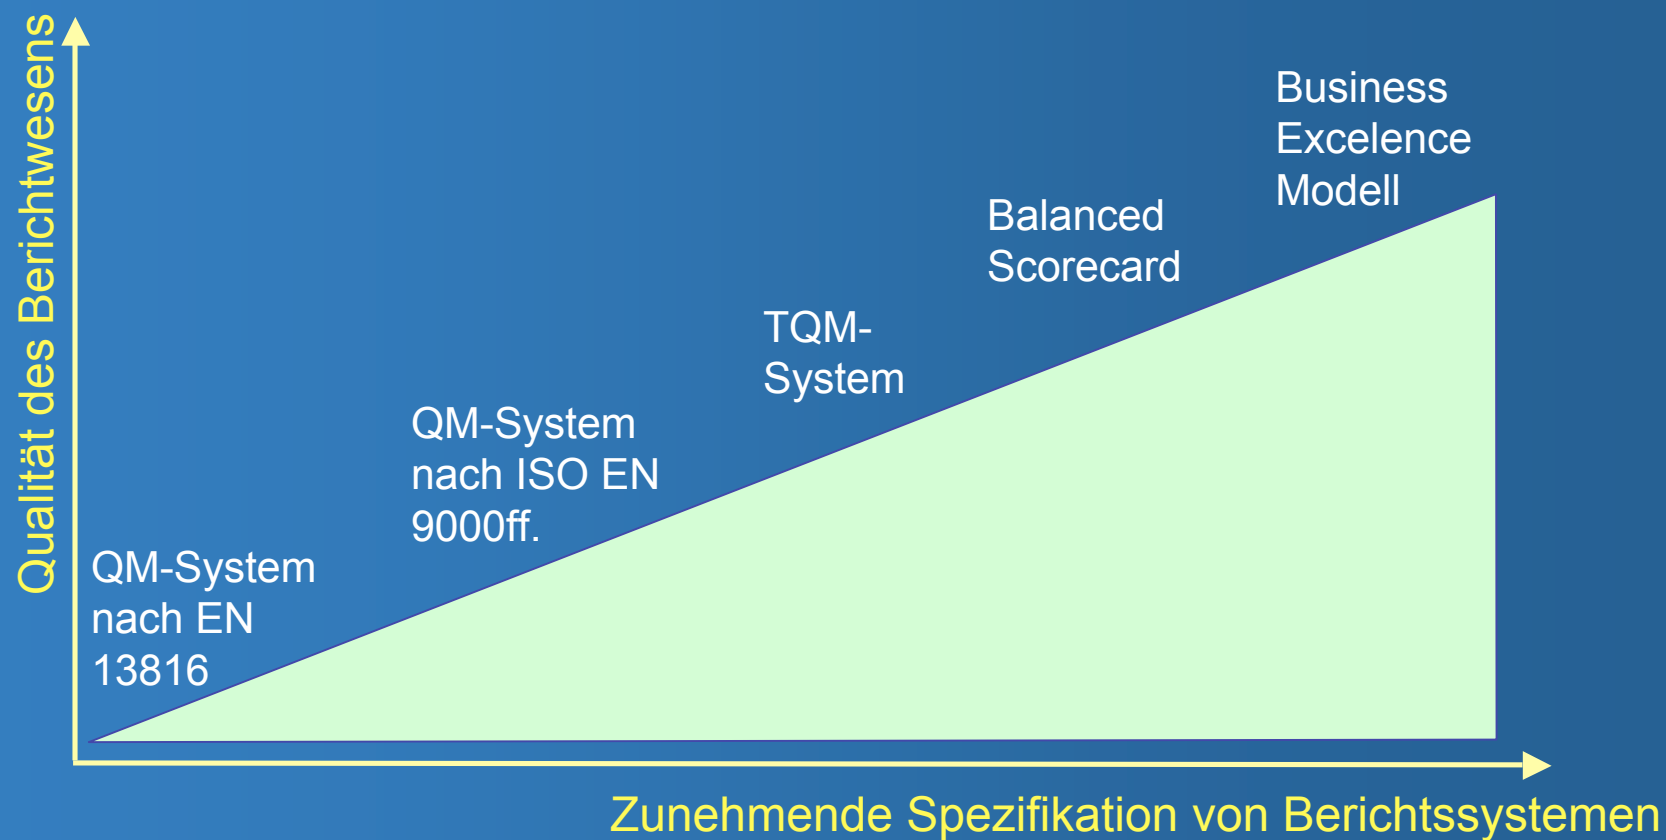 Qualität des Berichtwesens
Business
Excelence
Modell
Balanced
Scorecard
TQM-
System
QM-System
nach ISO EN
9000ff.
QM-System
nach EN
13816
Zunehmende Spezifikation von Berichtssystemen